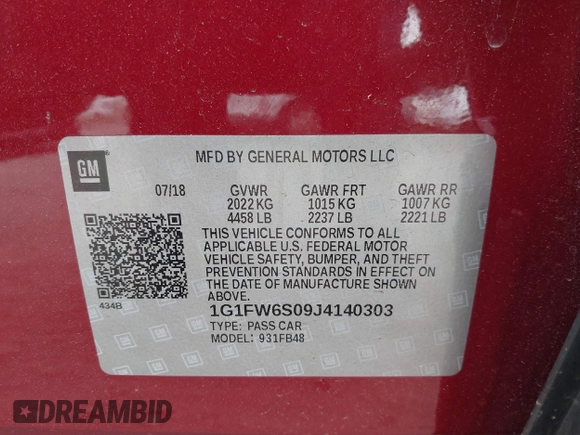 GM
MFD BY GENERAL MOTORS LLC
07/18 GVWR GAWR FRT GAWR RR
2022 KG 1015 KG 1007 KG
4458 LB 2237 LB 2221 LB
THIS VEHICLE CONFORMS TO ALL
APPLICABLE U.S. FEDERAL MOTOR
VEHICLE SAFETY, BUMPER, AND THEFT
PREVENTION STANDARDS IN EFFECT ON
THE DATE OF MANUFACTURE SHOWN
ABOVE.
434B
1G1FW6S09J4140303
TYPE: PASS CAR
MODEL: 931FB48
DREAMBID